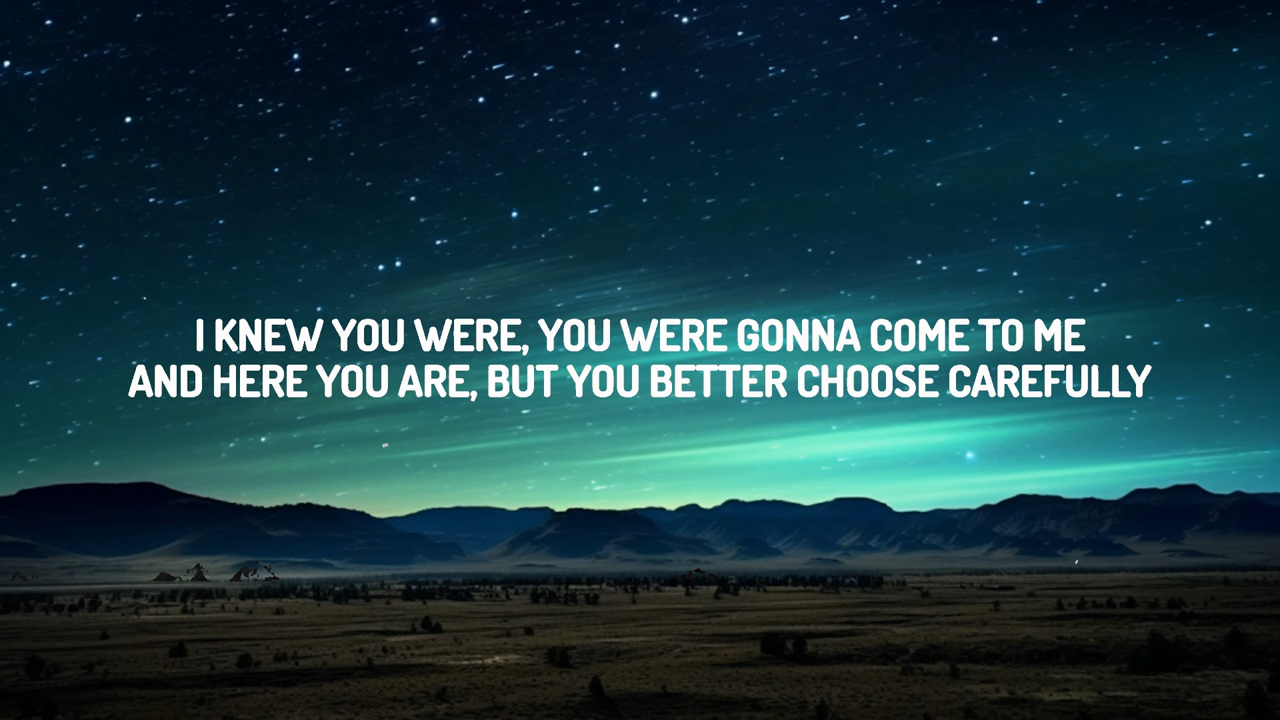 I KNEW YOU WERE, YOU WERE GONNA COME TO ME
AND HERE YOU ARE, BUT YOU BETTER CHOOSE CAREFULLY